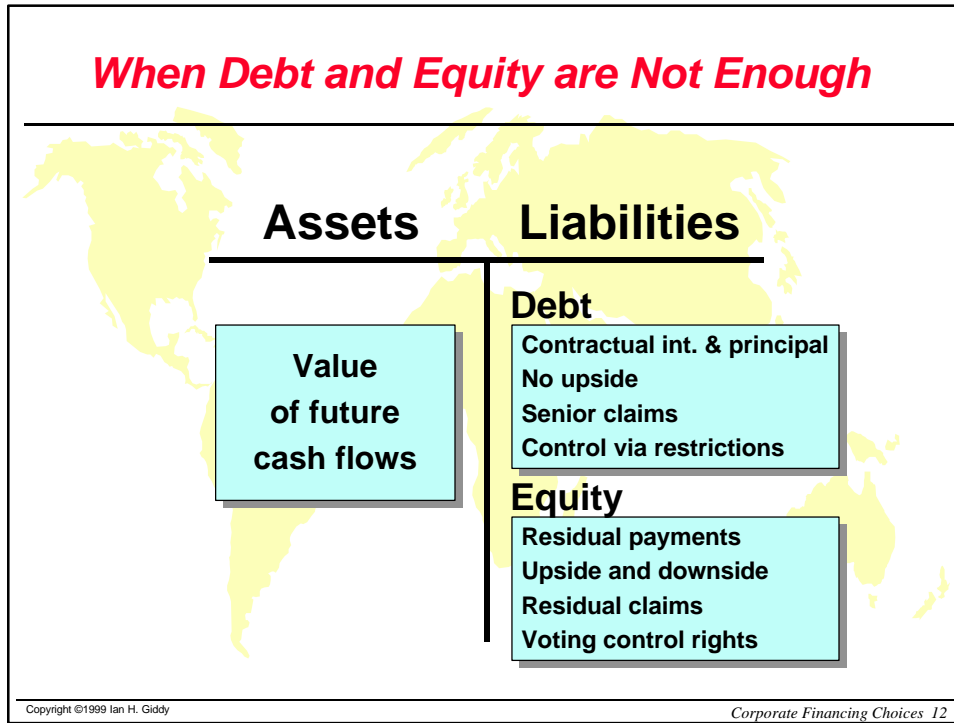 When Debt and Equity are Not Enough
Assets Liabilities
Value
of future
cash flows
Debt
Contractual int. & principal
No upside
Senior claims
Control via restrictions
Equity
Residual payments
Upside and downside
Residual claims
Voting control rights
Copyright ©1999 Ian H. Giddy
Corporate Financing Choices 12